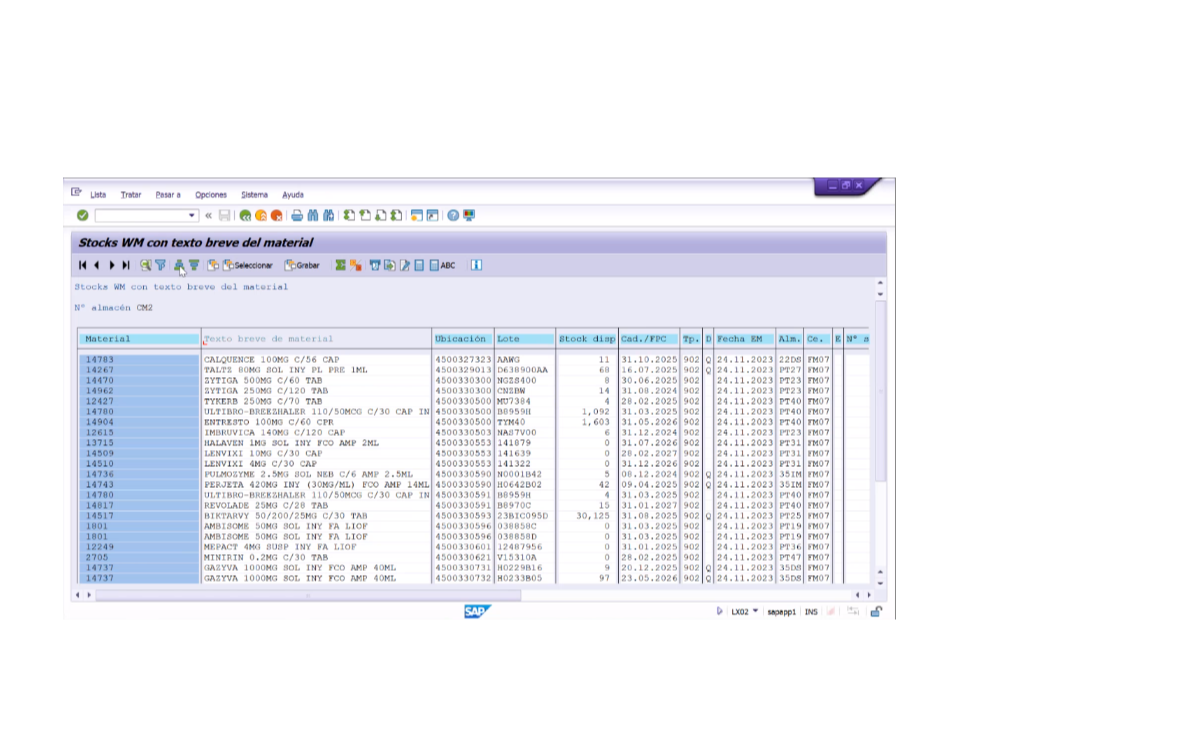 Lista Tratar Pasar a Opciones Sistema Ayuda
Stocks WM con texto breve del material
Seleccionar Grabar ABC
Stocks WM con texto breve del material
N° almacén CM2
Material Texto breve de material Ubicación Lote Stock disp Cad./FPC Tp. D Fecha EM Alm. Ce. E N° a
14783 CALQUENCE 100MG C/56 CAP 4500327323 AAWG 11 31.10.2025 902 Q 24.11.2023 22DS FM07
14267 TALTZ 80MG SOL INY PL PRE 1ML 4500329013 D638900AA 68 16.07.2025 902 Q 24.11.2023 PT27 FM07
14470 ZYTIGA 500MG C/60 TAB 4500330300 NGZS400 8 30.06.2025 902 24.11.2023 PT23 FM07
14962 ZYTIGA 250MG C/120 TAB 4500330300 CNZBW 14 31.08.2024 902 24.11.2023 PT23 FM07
12427 TYKERB 250MG C/70 TAB 4500330500 MU7384 4 28.02.2025 902 24.11.2023 PT40 FM07
14780 ULTIBRO-BREEZHALER 110/50MCG C/30 CAP IN 4500330500 B8959H 1,092 31.03.2025 902 24.11.2023 PT40 FM07
14904 ENTRESTO 100MG C/60 CPR 4500330500 TYM40 1,603 31.05.2026 902 24.11.2023 PT40 FM07
12615 IMBRUVICA 140MG C/120 CAP 4500330503 NAS7V00 6 31.12.2024 902 24.11.2023 PT23 FM07
13715 HALAVEN 1MG SOL INY FCO AMP 2ML 4500330553 141879 0 31.07.2026 902 24.11.2023 PT31 FM07
14509 LENVIXI 10MG C/30 CAP 4500330553 141639 0 28.02.2027 902 24.11.2023 PT31 FM07
14510 LENVIXI 4MG C/30 CAP 4500330553 141322 0 31.12.2026 902 24.11.2023 PT31 FM07
14736 PULMOZYME 2.5MG SOL NEB C/6 AMP 2.5ML 4500330590 N0001B42 5 08.12.2024 902 Q 24.11.2023 35IM FM07
14743 PERJETA 420MG INY (30MG/ML) FCO AMP 14ML 4500330590 H0642B02 42 09.04.2025 902 Q 24.11.2023 35IM FM07
14780 ULTIBRO-BREEZHALER 110/50MCG C/30 CAP IN 4500330591 B8959H 4 31.03.2025 902 24.11.2023 PT40 FM07
14817 REVOLADE 25MG C/28 TAB 4500330591 B8970C 15 31.01.2027 902 24.11.2023 PT40 FM07
14517 BIKTARVY 50/200/25MG C/30 TAB 4500330593 23BIC095D 30,125 31.08.2025 902 Q 24.11.2023 PT25 FM07
1801 AMBISOME 50MG SOL INY FA LIOF 4500330596 038858C 0 31.03.2025 902 24.11.2023 PT19 FM07
1801 AMBISOME 50MG SOL INY FA LIOF 4500330596 038858D 0 31.03.2025 902 24.11.2023 PT19 FM07
12249 MEPACT 4MG SUSP INY FA LIOF 4500330601 12487956 0 31.01.2025 902 24.11.2023 PT36 FM07
2705 MINIRIN 0.2MG C/30 TAB 4500330621 V15310A 0 28.02.2025 902 24.11.2023 PT47 FM07
14737 GAZYVA 1000MG SOL INY FCO AMP 40ML 4500330731 H0229B16 9 20.12.2025 902 Q 24.11.2023 35DS FM07
14737 GAZYVA 1000MG SOL INY FCO AMP 40ML 4500330732 H0233B05 97 23.05.2026 902 Q 24.11.2023 35DS FM07
SAP LX02 sapapp1 INS